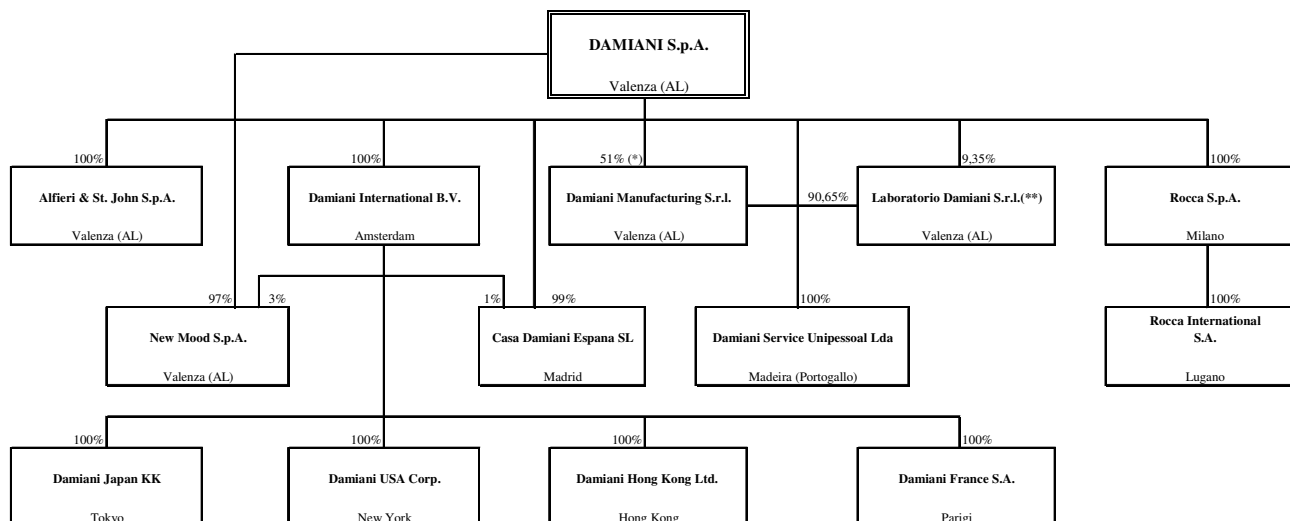 DAMIANI S.p.A.
Valenza (AL)
100%
100%
51% (*)
9,35%
100%
Alfieri & St. John S.p.A.
Valenza (AL)
Damiani International B.V.
Amsterdam
Damiani Manufacturing S.r.l.
Valenza (AL)
90,65%
Laboratorio Damiani S.r.l.(**)
Valenza (AL)
Rocca S.p.A.
Milano
97%
3%
1%
99%
100%
100%
New Mood S.p.A.
Valenza (AL)
Casa Damiani Espana SL
Madrid
Damiani Service Unipessoal Lda
Madeira (Portogallo)
Rocca International
S.A.
Lugano
100%
100%
100%
100%
Damiani Japan KK
Tokyo
Damiani USA Corp.
New York
Damiani Hong Kong Ltd.
Hong Kong
Damiani France S.A.
Parigi